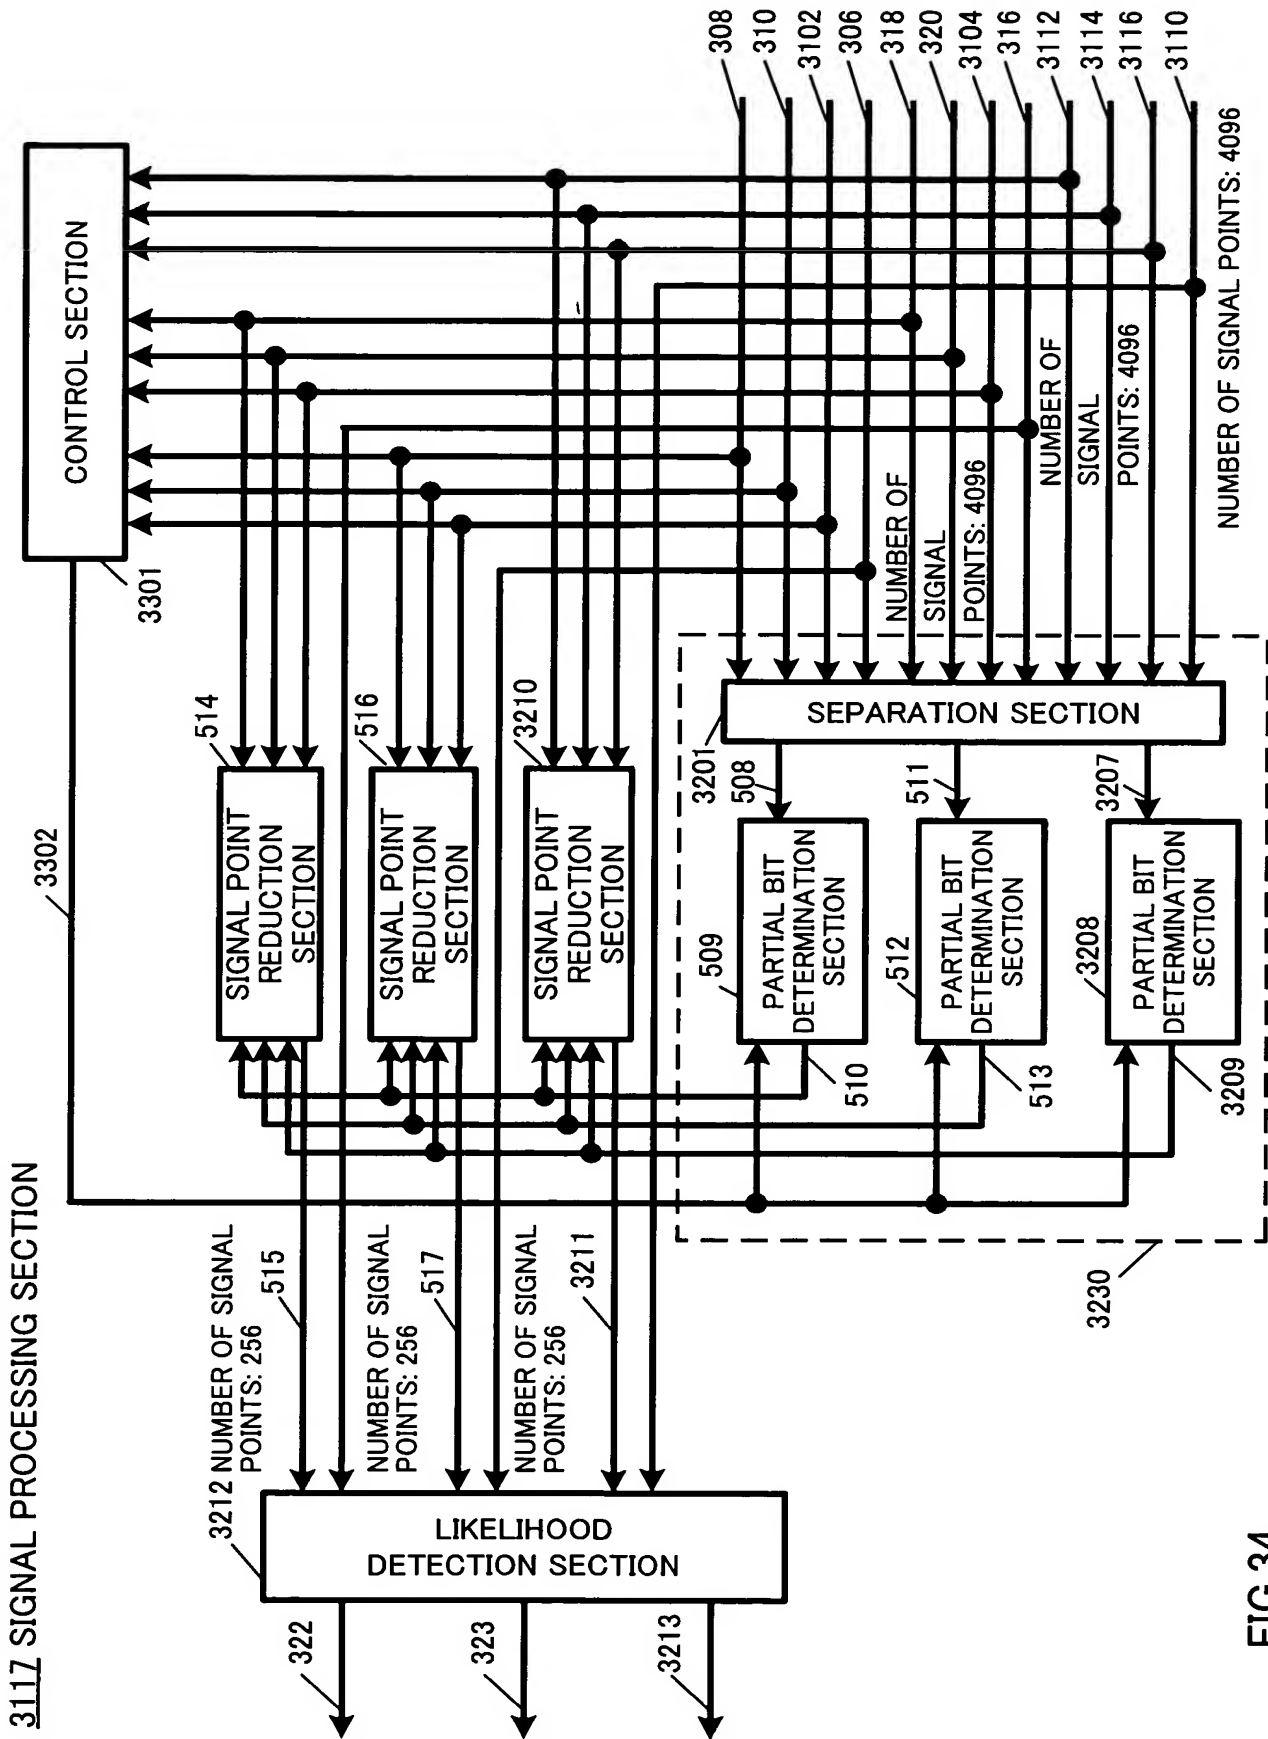 3117 SIGNAL PROCESSING SECTION
CONTROL SECTION
3301
3302
308
310
3102
306
318
320
3104
316
3112
3114
3116
3110
NUMBER OF
SIGNAL
POINTS: 4096
NUMBER OF
SIGNAL
POINTS: 4096
NUMBER OF SIGNAL POINTS: 4096
514
SIGNAL POINT
REDUCTION
SECTION
516
SIGNAL POINT
REDUCTION
SECTION
3210
SIGNAL POINT
REDUCTION
SECTION
3201
SEPARATION SECTION
508
511
3207
509
PARTIAL BIT
DETERMINATION
SECTION
512
PARTIAL BIT
DETERMINATION
SECTION
3208
PARTIAL BIT
DETERMINATION
SECTION
510
513
3209
3230
NUMBER OF SIGNAL
POINTS: 256
515
NUMBER OF SIGNAL
POINTS: 256
517
NUMBER OF SIGNAL
POINTS: 256
3211
3212
LIKELIHOOD
DETECTION SECTION
322
323
3213
FIG.34